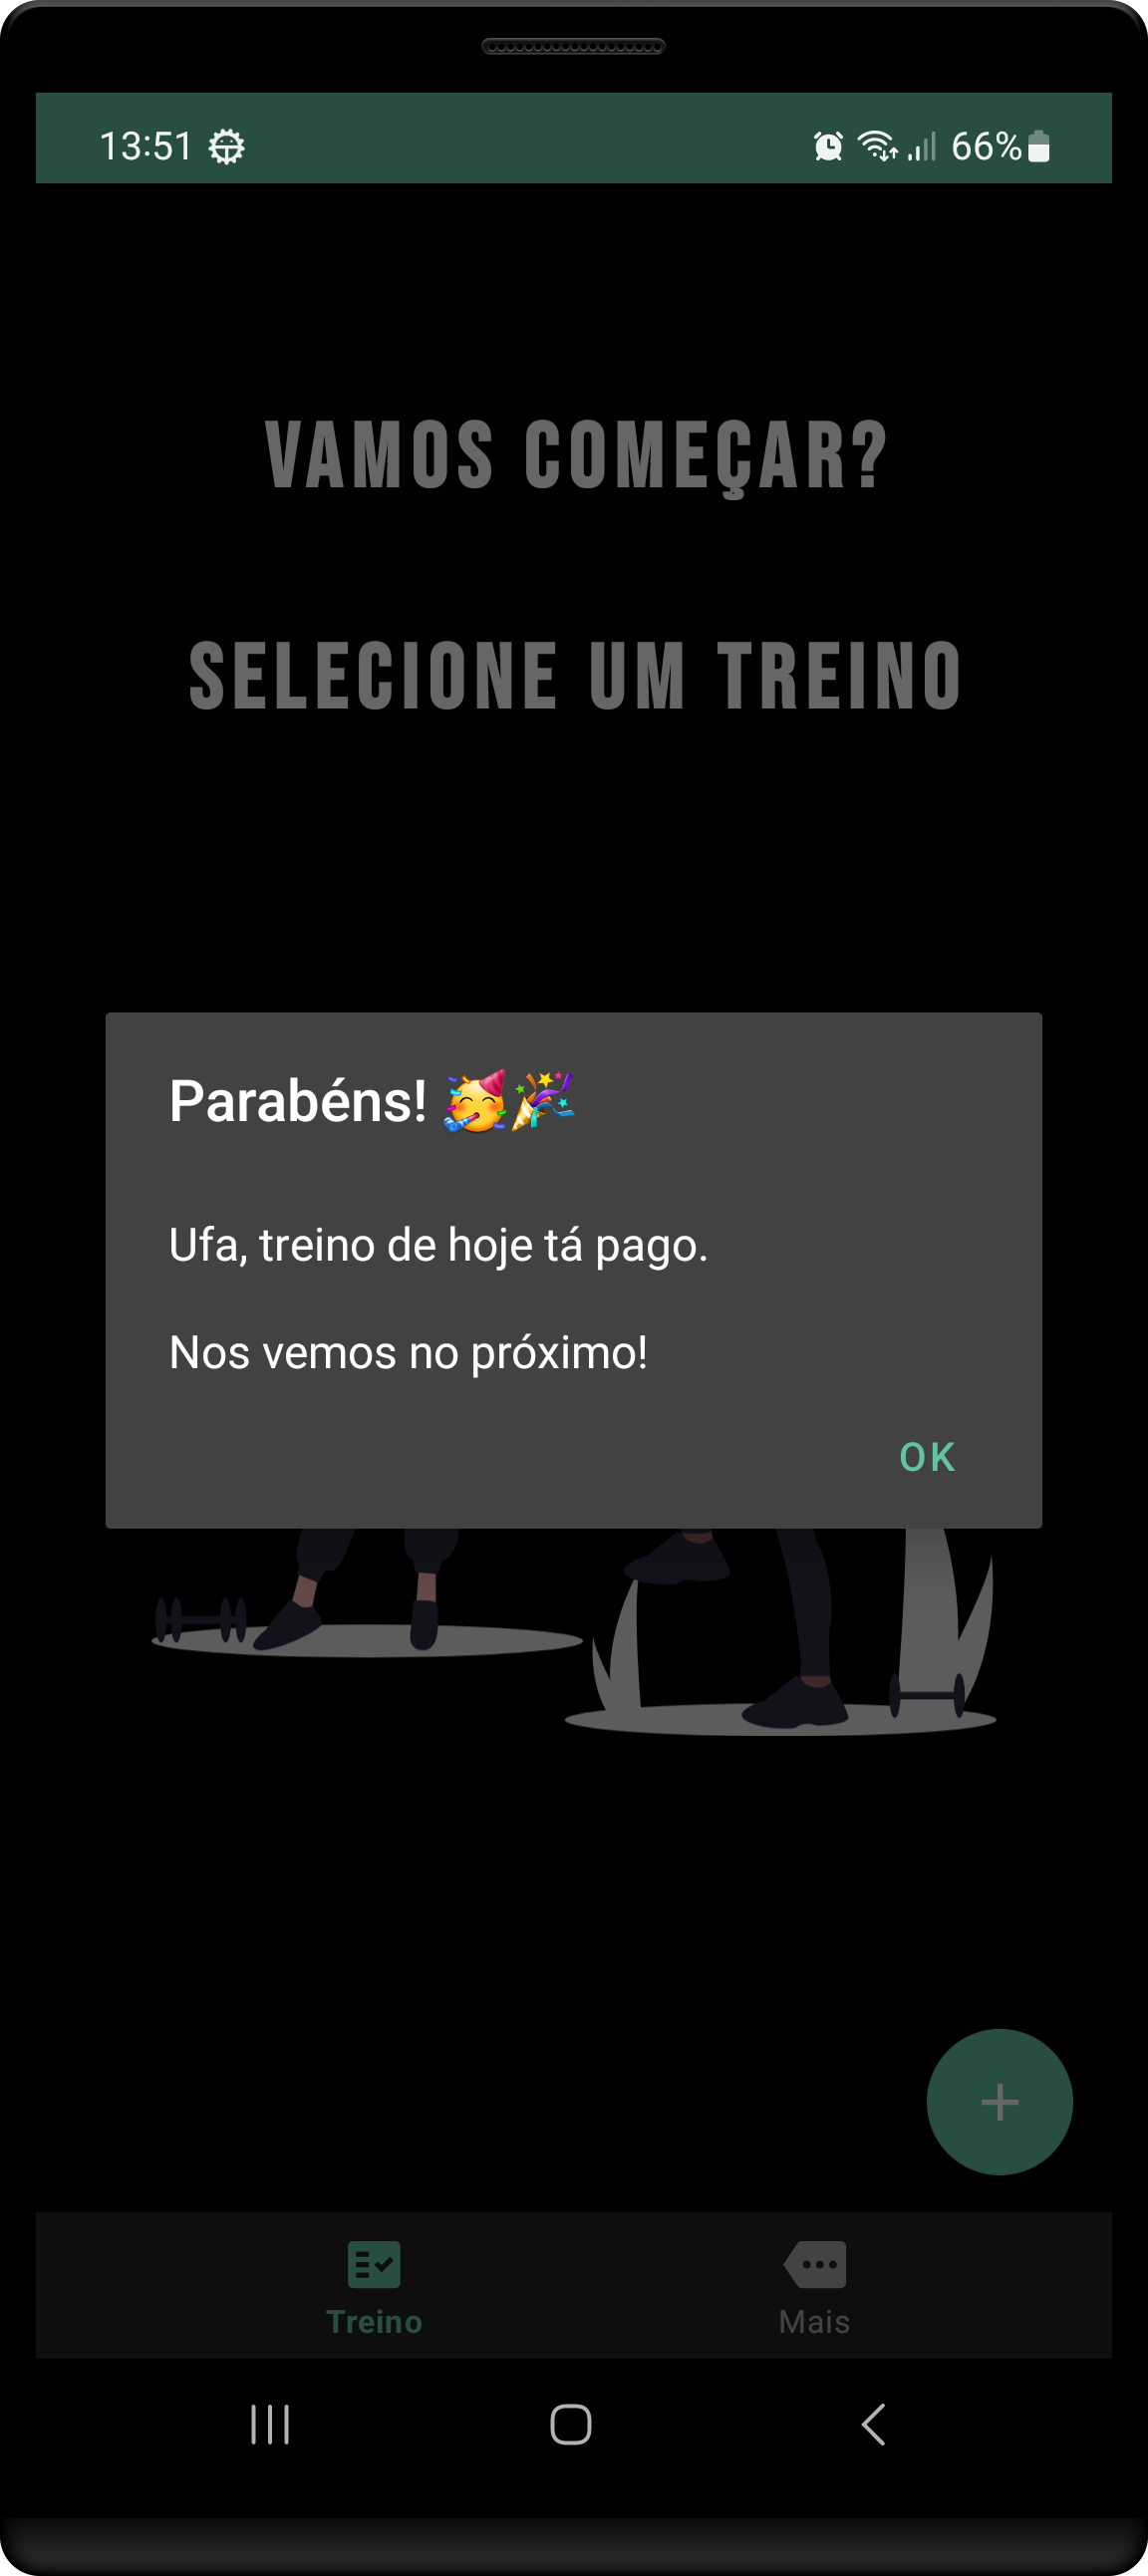 13:51 66%
VAMOS COMEÇAR?
SELECIONE UM TREINO
Parabéns! 🥳🎉
Ufa, treino de hoje tá pago.
Nos vemos no próximo!
OK
+
Treino Mais